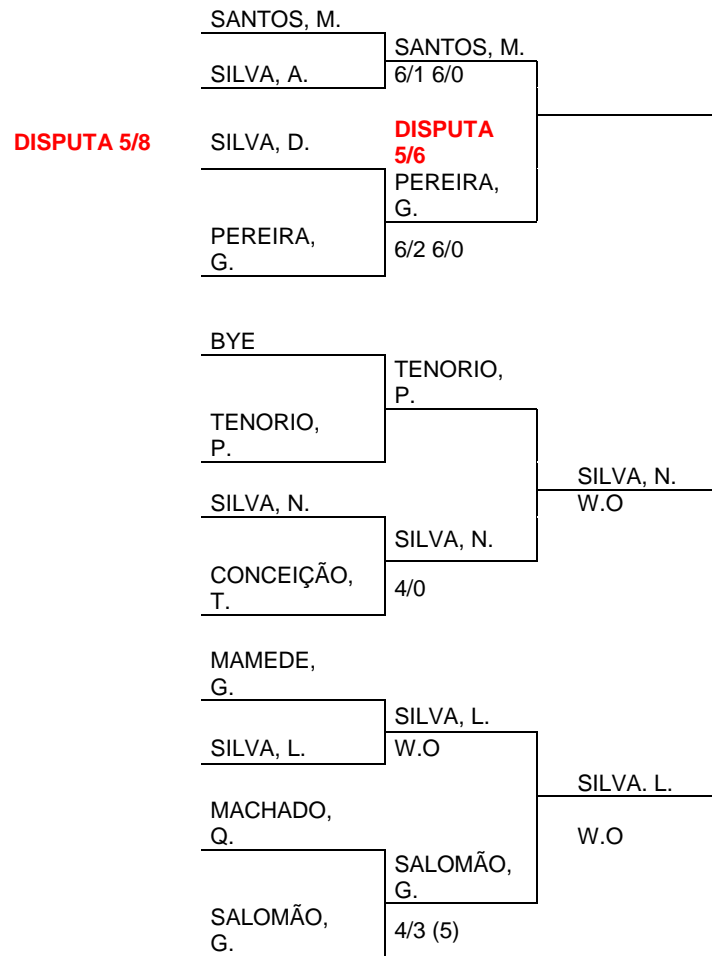 SANTOS, M.
SANTOS, M.
SILVA, A.
6/1 6/0
DISPUTA 5/8
SILVA, D.
DISPUTA
5/6
PEREIRA,
G.
PEREIRA,
G.
6/2 6/0
BYE
TENORIO,
P.
TENORIO,
P.
SILVA, N.
W.O
SILVA, N.
SILVA, N.
CONCEIÇÃO,
T.
4/0
MAMEDE,
G.
SILVA, L.
SILVA, L.
W.O
SILVA. L.
W.O
MACHADO,
Q.
SALOMÃO,
G.
SALOMÃO,
G.
4/3 (5)